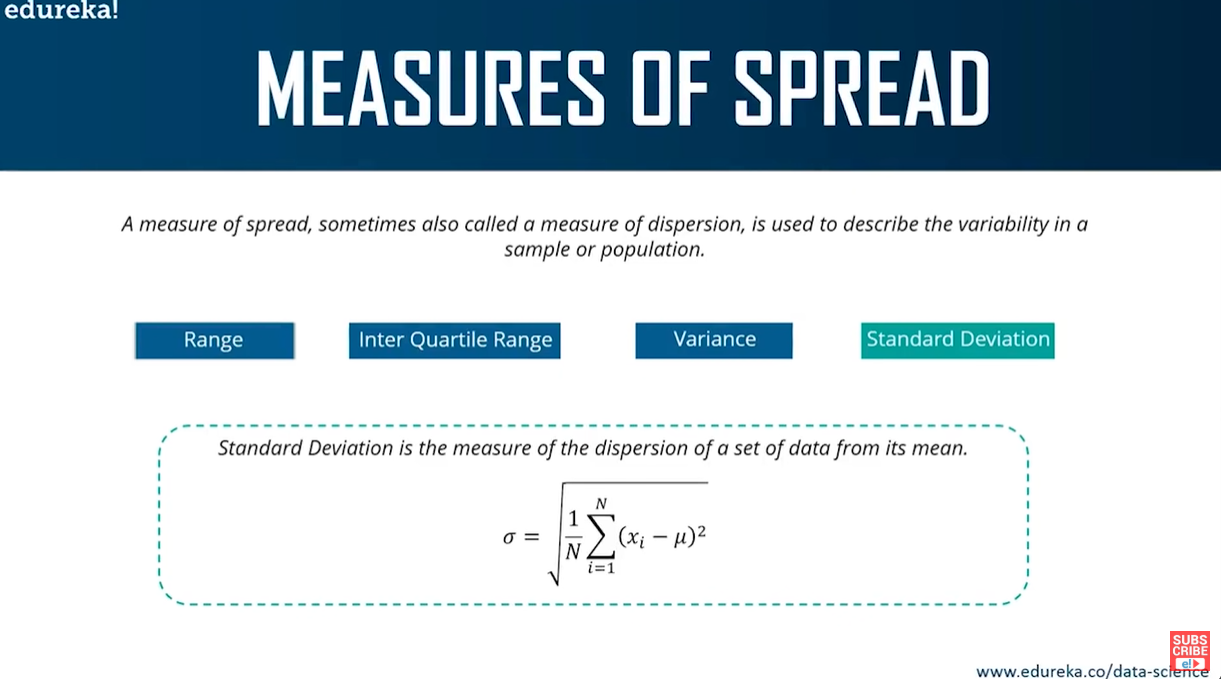 edureka!
MEASURES OF SPREAD
A measure of spread, sometimes also called a measure of dispersion, is used to describe the variability in a
sample or population.
Range
Inter Quartile Range
Variance
Standard Deviation
Standard Deviation is the measure of the dispersion of a set of data from its mean.
σ = √(1/N ∑_{i=1}^{N} (x_i − μ)²)
SUBS
CRIBE
e!
www.edureka.co/data-science